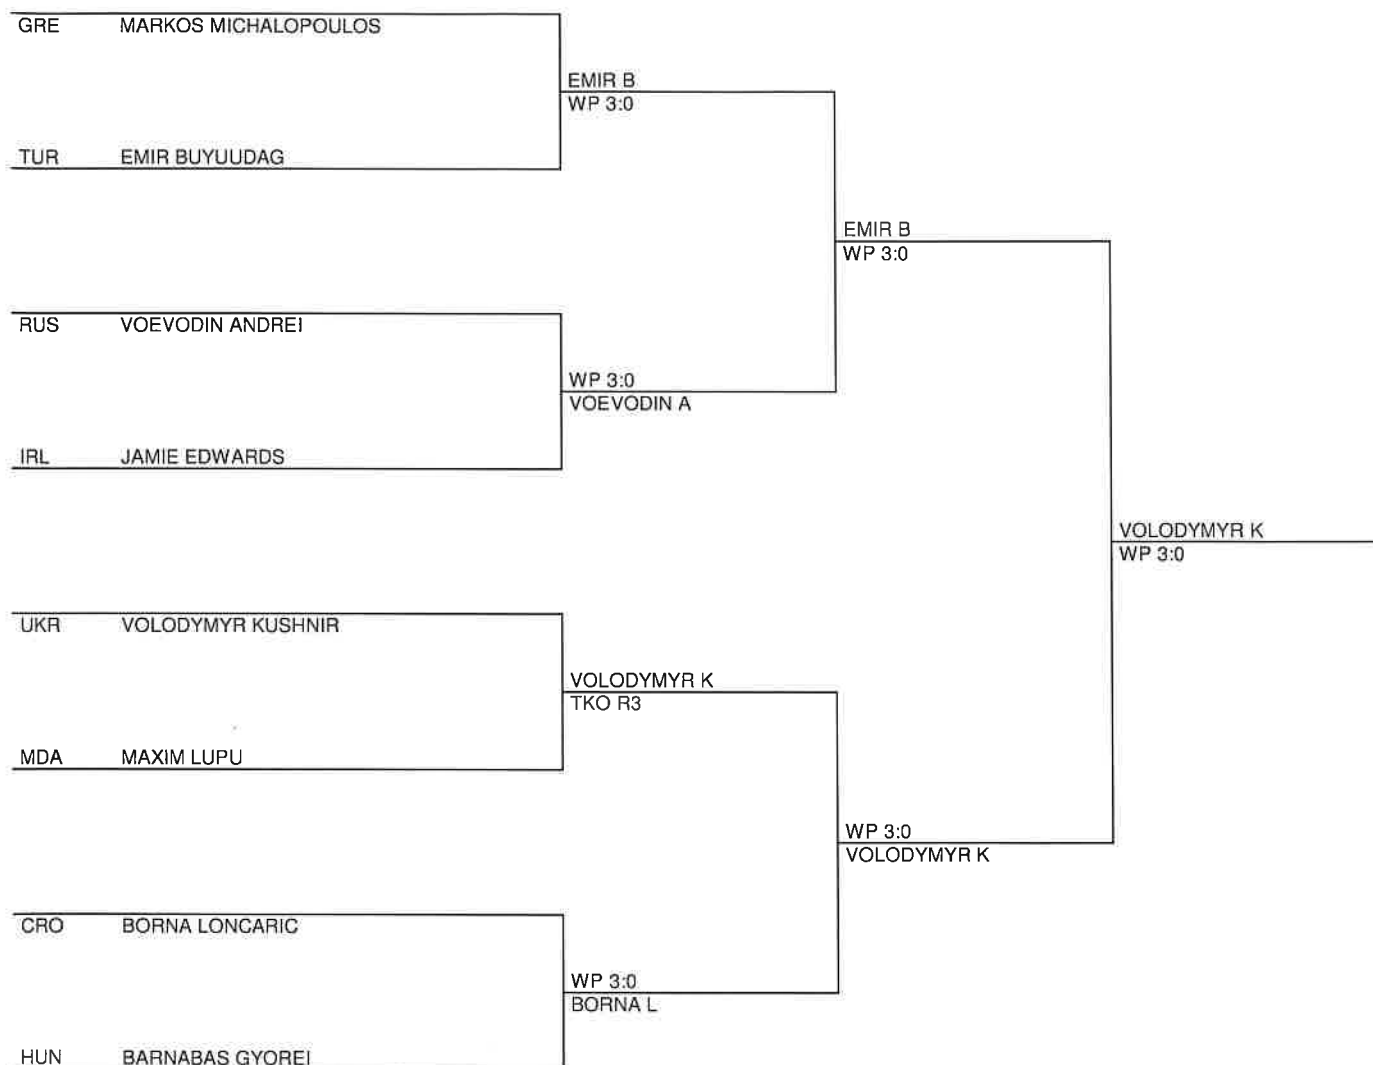 GRE MARKOS MICHALOPOULOS
EMIR B
WP 3:0
TUR EMIR BUYUUDAG
EMIR B
WP 3:0
RUS VOEVODIN ANDREI
WP 3:0
VOEVODIN A
IRL JAMIE EDWARDS
VOLODYMYR K
WP 3:0
UKR VOLODYMYR KUSHNIR
VOLODYMYR K
TKO R3
MDA MAXIM LUPU
WP 3:0
VOLODYMYR K
CRO BORNA LONCARIC
WP 3:0
BORNA L
HUN BARNABAS GYOREI